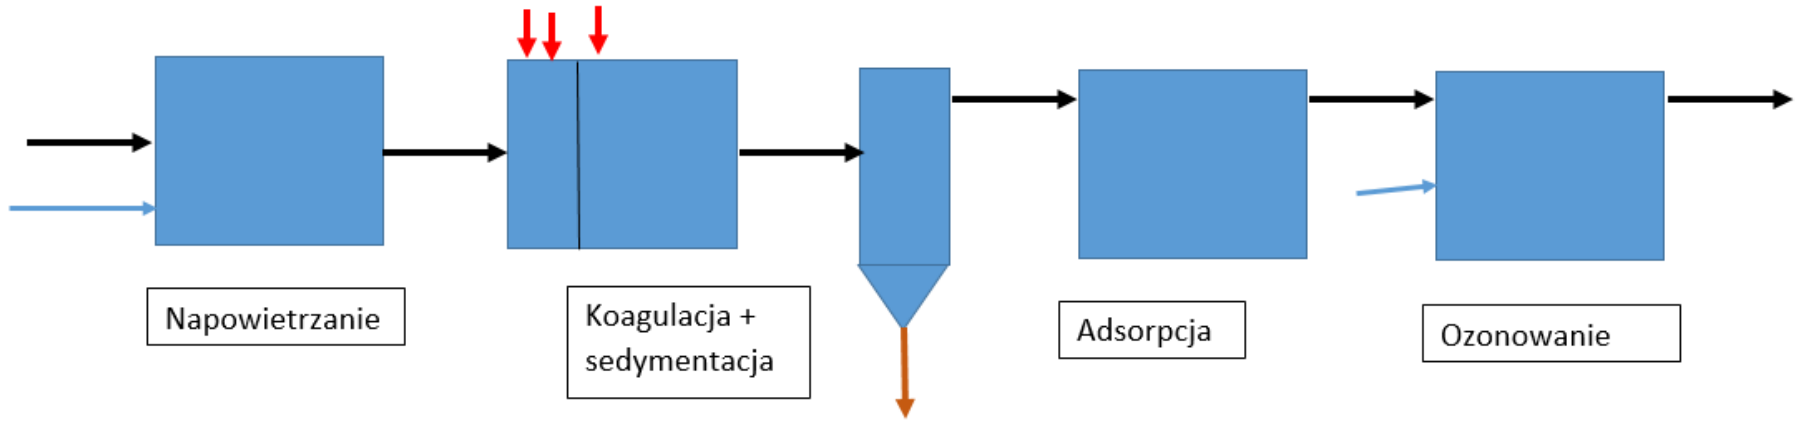 Napowietrzanie
Koagulacja +
sedymentacja
Adsorpcja
Ozonowanie